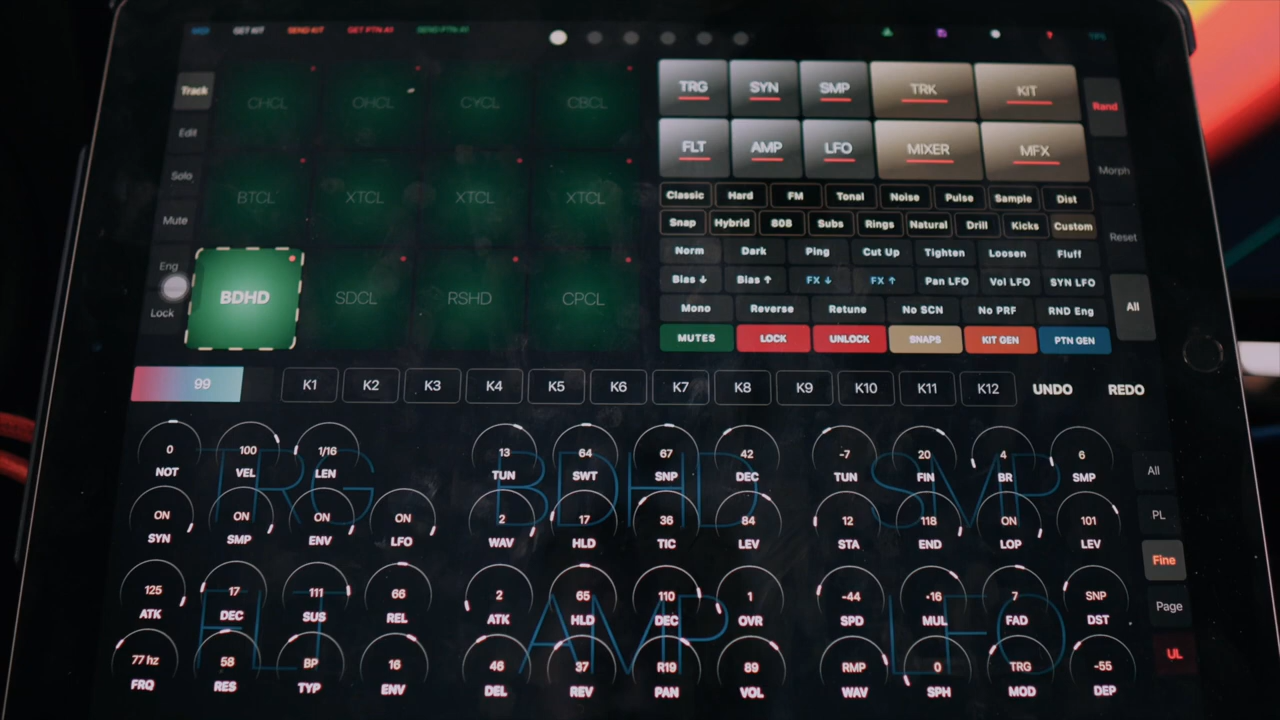 MIDI GET KIT SEND KIT GET PTN A1 SEND PTN A1 TIPS
Track CHCL OHCL CYCL CBCL
Edit
Solo BTCL XTCL XTCL XTCL
Mute
Eng
Lock
BDHD SDCL RSHD CPCL
TRG SYN SMP TRK KIT Rand
FLT AMP LFO MIXER MFX Morph
Classic Hard FM Tonal Noise Pulse Sample Dist
Snap Hybrid 808 Subs Rings Natural Drill Kicks Custom Reset
Norm Dark Ping Cut Up Tighten Loosen Fluff
Bias ↓ Bias ↑ FX ↓ FX ↑ Pan LFO Vol LFO SYN LFO
Mono Reverse Retune No SCN No PRF RND Eng All
MUTES LOCK UNLOCK SNAPS KIT GEN PTN GEN
99 K1 K2 K3 K4 K5 K6 K7 K8 K9 K10 K11 K12 UNDO REDO
TRG BDHD SMP
0 100 1/16 13 64 67 42 -7 20 4 6
NOT VEL LEN TUN SWT SNP DEC TUN FIN BR SMP All
ON ON ON ON 2 17 36 84 12 118 ON 101
SYN SMP ENV LFO WAV HLD TIC LEV STA END LOP LEV PL
Fine
FLT AMP LFO
125 17 111 66 2 65 110 1 -44 -16 7 SNP
ATK DEC SUS REL ATK HLD DEC OVR SPD MUL FAD DST Page
77 hz 58 BP 16 46 37 R19 89 RMP 0 TRG -55
FRQ RES TYP ENV DEL REV PAN VOL WAV SPH MOD DEP UL